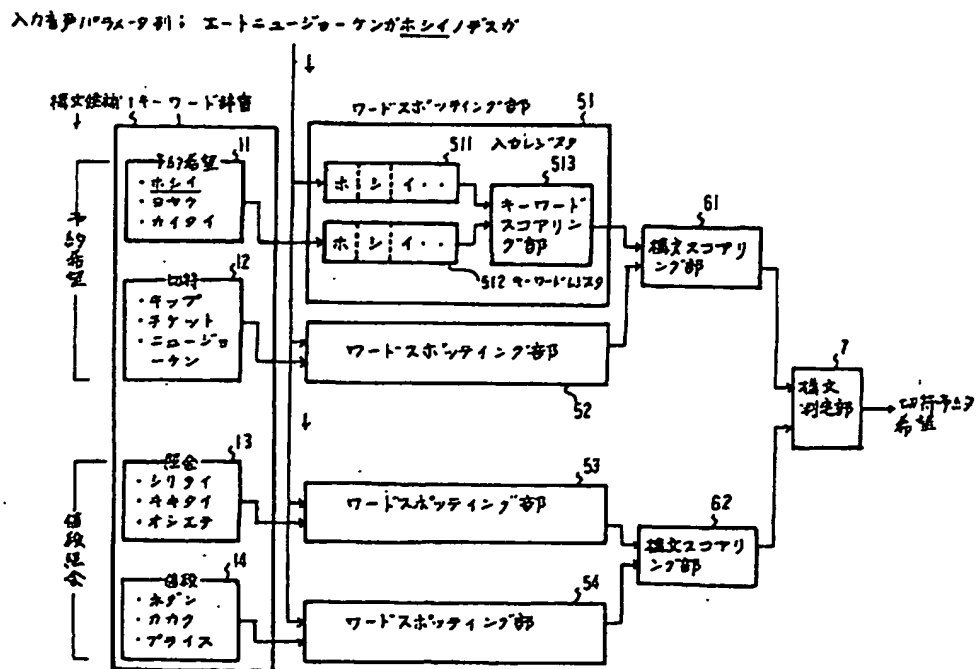 入力音声パラメータ列; エートニュージョーケンガホシイノデスガ
構文候補
1キーワード辞書
ワードスポッティング部
51
予約希望
11
・ホシイ
・ヨヤク
・カイタイ
511
入力レジスタ
ホ シ イ・・
513
キーワード
スコアリ
ング部
ホ シ イ・・
512 キーワードレジスタ
61
構文スコアリ
ング部
予約希望
切符
12
・キップ
・チケット
・ニュージョ
ーケン
ワードスポッティング部
52
7
構文
判定部
切符予約
希望
照会
13
・シリタイ
・キキタイ
・オシエテ
ワードスポッティング部
53
62
構文スコアリ
ング部
値段照会
値段
14
・ネダン
・カカク
・プライス
ワードスポッティング部
54